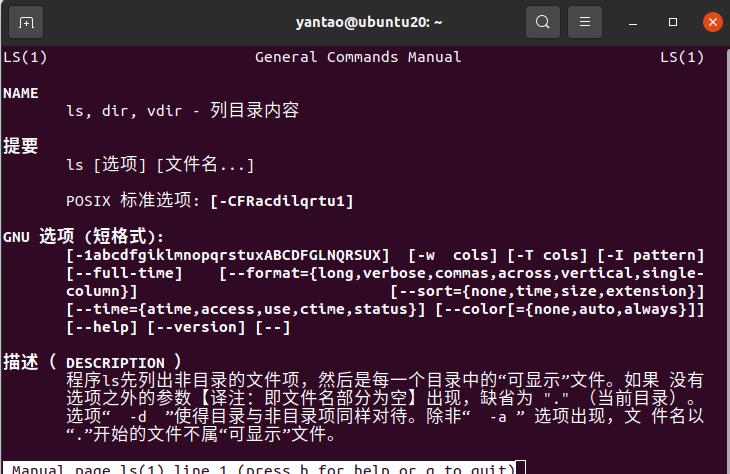 yantao@ubuntu20: ~
LS(1) General Commands Manual LS(1)
NAME
ls, dir, vdir - 列目录内容
提要
ls [选项] [文件名...]
POSIX 标准选项: [-CFRacdilqrtu1]
GNU 选项 (短格式):
[-1abcdfgiklmnopqrstuxABCDFGLNQRSUX] [-w cols] [-T cols] [-I pattern]
[--full-time] [--format={long,verbose,commas,across,vertical,single-
column}] [--sort={none,time,size,extension}]
[--time={atime,access,use,ctime,status}] [--color[={none,auto,always}]]
[--help] [--version] [--]
描述（ DESCRIPTION ）
程序ls先列出非目录的文件项，然后是每一个目录中的“可显示”文件。如果 没有
选项之外的参数【译注：即文件名部分为空】出现，缺省为 "." （当前目录）。
选项“ -d ”使得目录与非目录项同样对待。除非“ -a ” 选项出现，文 件名以
“.”开始的文件不属“可显示”文件。
Manual page ls(1) line 1 (press h for help or q to quit)